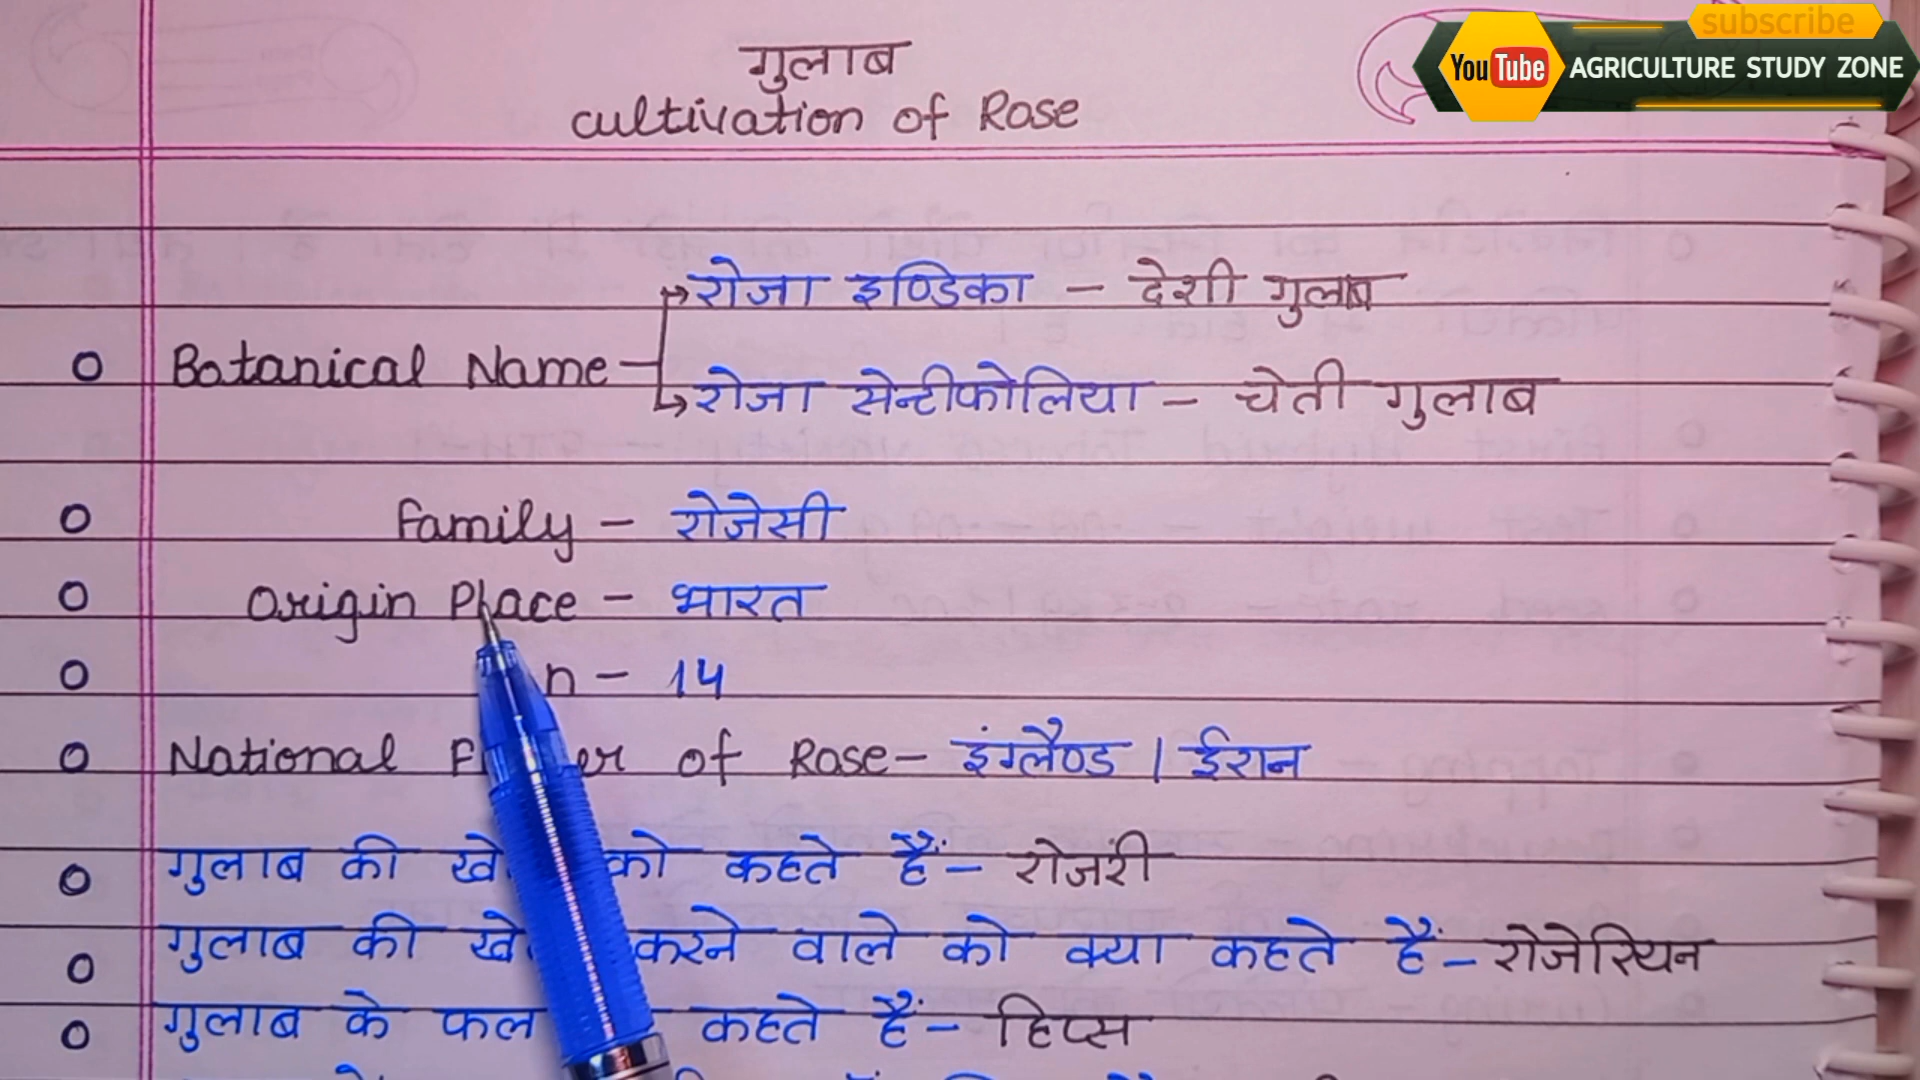 subscribe
YouTube AGRICULTURE STUDY ZONE
गुलाब
cultivation of Rose
रोजा इण्डिका - देशी गुलाब
Botanical Name
रोजा सेन्टीफोलिया - चेती गुलाब
Family - रोजेसी
Origin Place - भारत
n - 14
National of Rose - इंग्लैण्ड | ईरान
गुलाब की को कहते हैं - रोजरी
गुलाब की करने वाले को क्या कहते हैं - रोजेरियन
गुलाब के फल कहते हैं - हिप्स